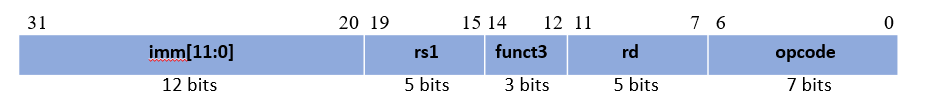 31 20 19 15 14 12 11 7 6 0
imm[11:0] rs1 funct3 rd opcode
12 bits 5 bits 3 bits 5 bits 7 bits